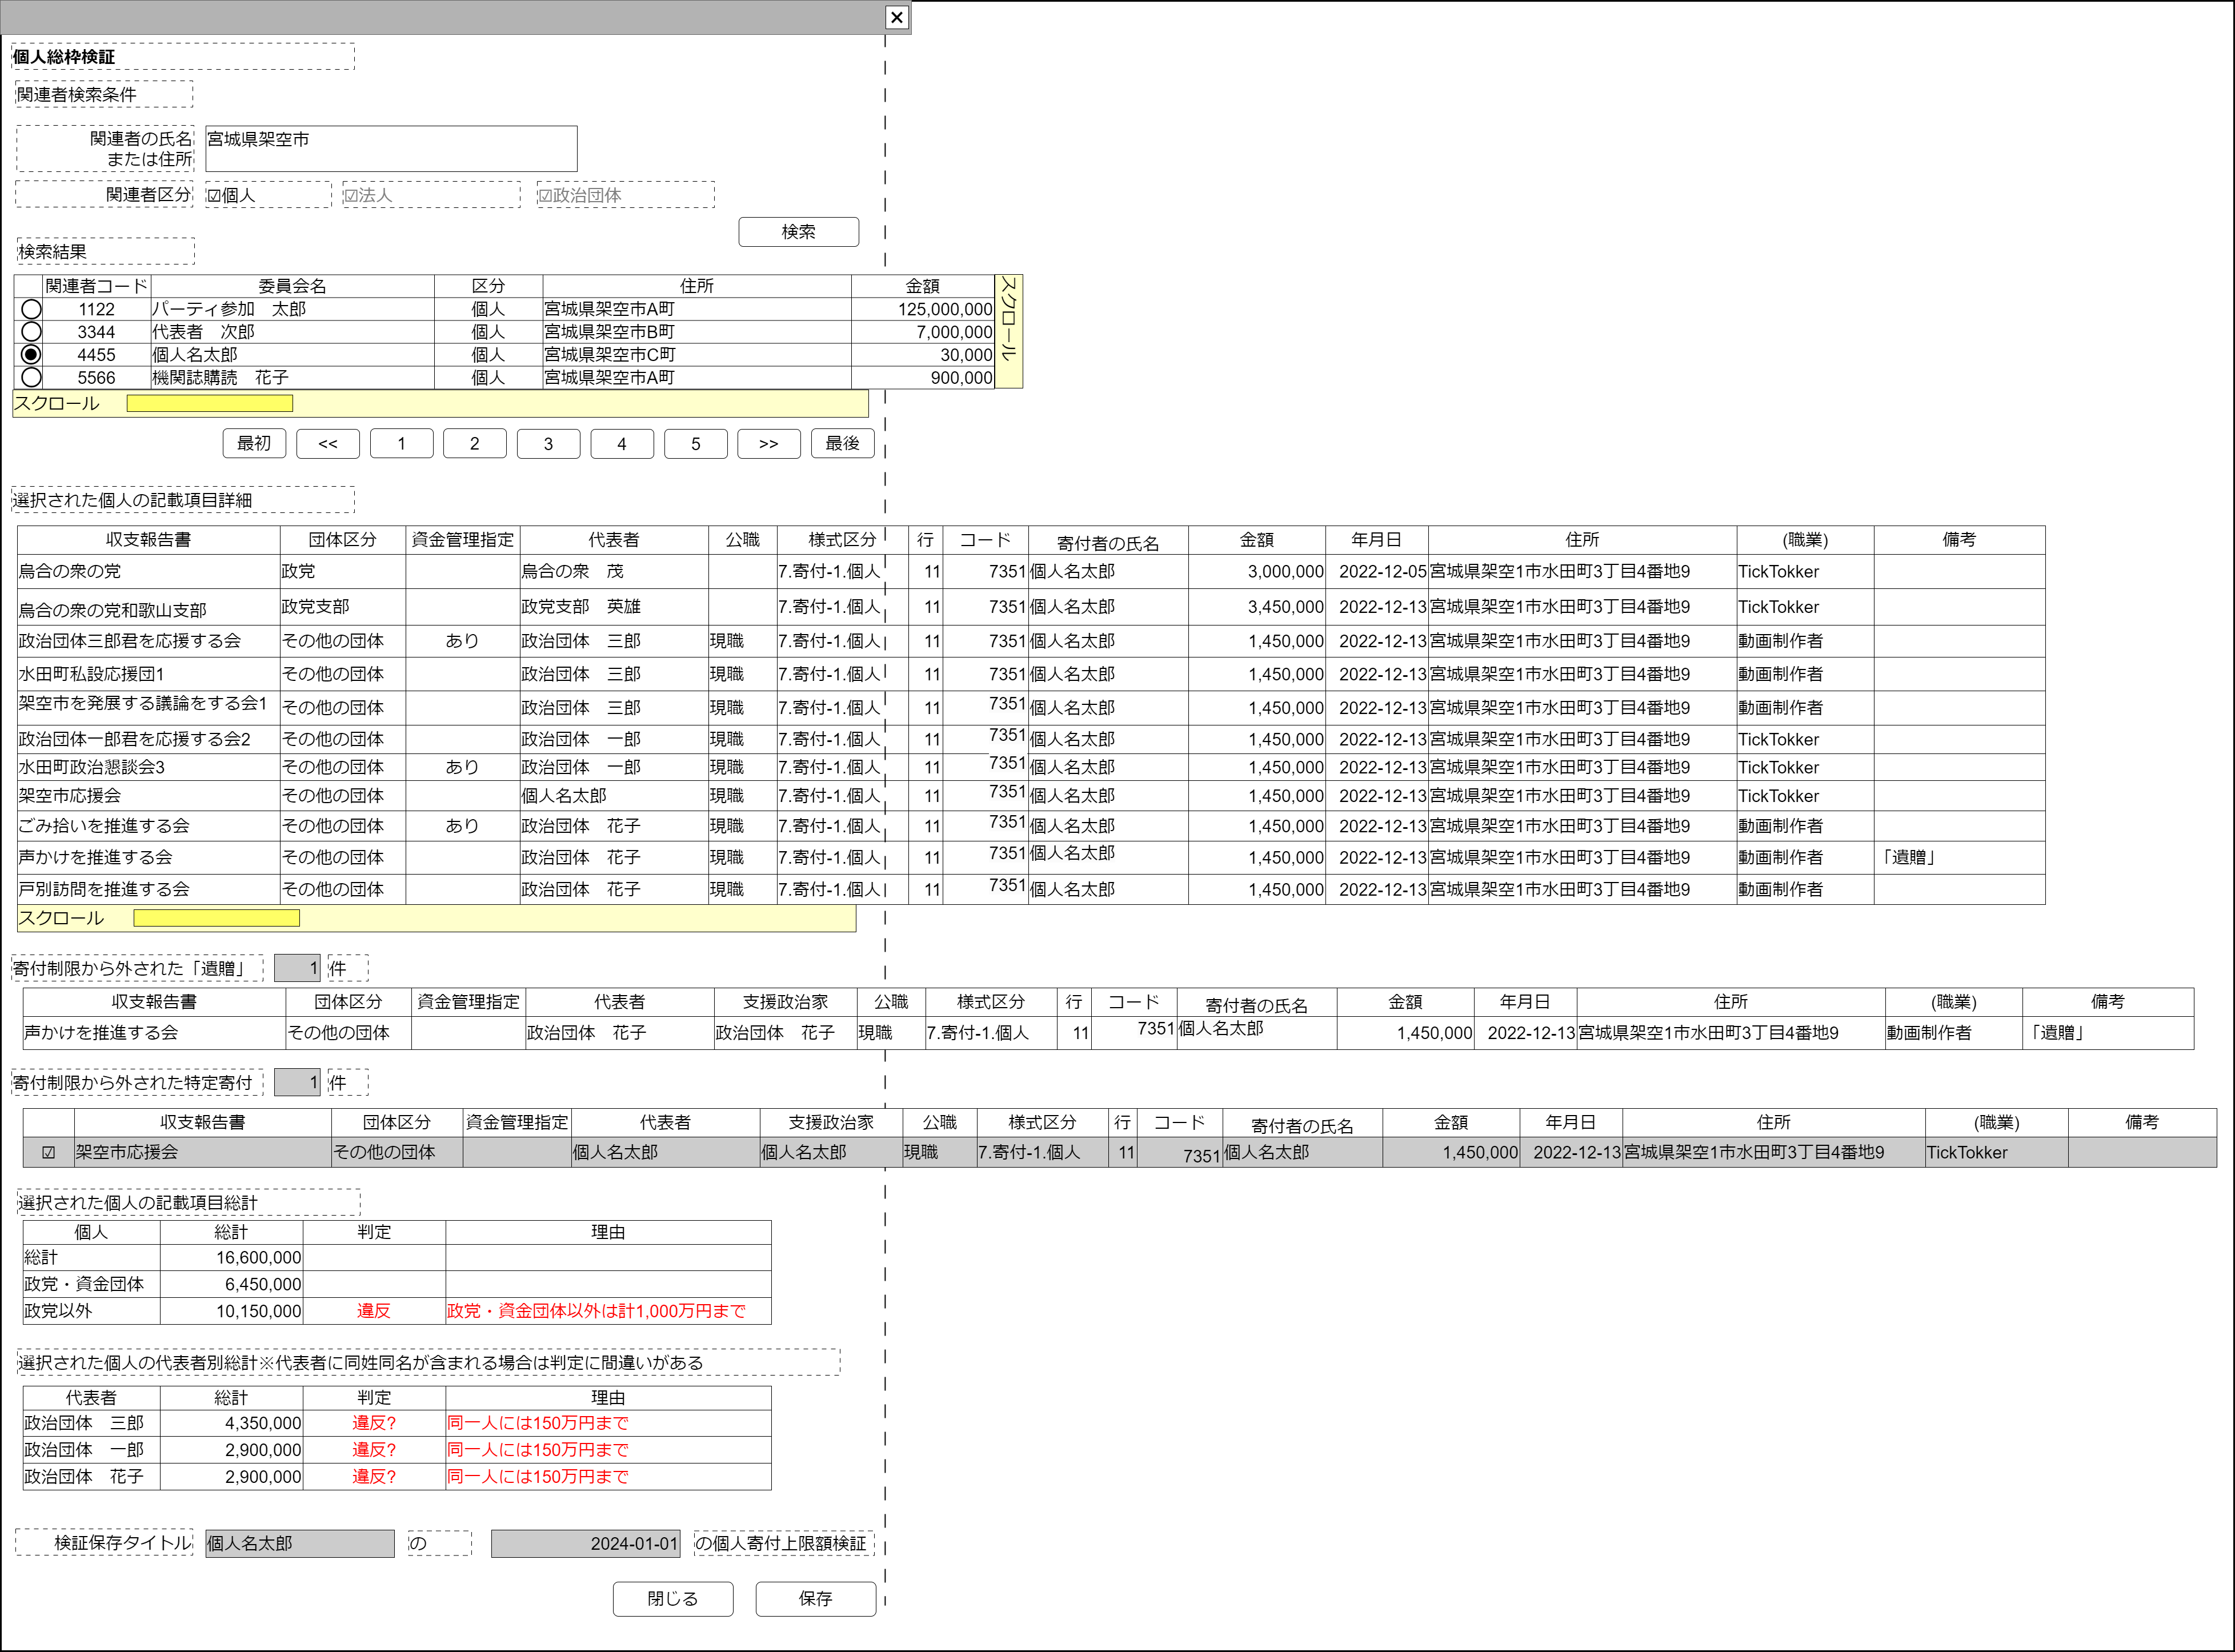 個人総枠検証
関連者検索条件
関連者の氏名
または住所
宮城県架空市
関連者区分 ☑個人 ☑法人 ☑政治団体
検索
検索結果
関連者コード 委員会名 区分 住所 金額
1122 パーティ参加　太郎 個人 宮城県架空市A町 125,000,000
3344 代表者　次郎 個人 宮城県架空市B町 7,000,000
4455 個人名太郎 個人 宮城県架空市C町 30,000
5566 機関誌購読　花子 個人 宮城県架空市A町 900,000
スクロール
スクロール
最初 << 1 2 3 4 5 >> 最後
選択された個人の記載項目詳細
収支報告書 団体区分 資金管理指定 代表者 公職 様式区分 行 コード 寄付者の氏名 金額 年月日 住所 (職業) 備考
烏合の衆の党 政党 烏合の衆　茂 7.寄付-1.個人 11 7351 個人名太郎 3,000,000 2022-12-05 宮城県架空1市水田町3丁目4番地9 TickTokker
烏合の衆の党和歌山支部 政党支部 政党支部　英雄 7.寄付-1.個人 11 7351 個人名太郎 3,450,000 2022-12-13 宮城県架空1市水田町3丁目4番地9 TickTokker
政治団体三郎君を応援する会 その他の団体 あり 政治団体　三郎 現職 7.寄付-1.個人 11 7351 個人名太郎 1,450,000 2022-12-13 宮城県架空1市水田町3丁目4番地9 動画制作者
水田町私設応援団1 その他の団体 政治団体　三郎 現職 7.寄付-1.個人 11 7351 個人名太郎 1,450,000 2022-12-13 宮城県架空1市水田町3丁目4番地9 動画制作者
架空市を発展する議論をする会1 その他の団体 政治団体　三郎 現職 7.寄付-1.個人 11 7351 個人名太郎 1,450,000 2022-12-13 宮城県架空1市水田町3丁目4番地9 動画制作者
政治団体一郎君を応援する会2 その他の団体 政治団体　一郎 現職 7.寄付-1.個人 11 7351 個人名太郎 1,450,000 2022-12-13 宮城県架空1市水田町3丁目4番地9 TickTokker
水田町政治懇談会3 その他の団体 あり 政治団体　一郎 現職 7.寄付-1.個人 11 7351 個人名太郎 1,450,000 2022-12-13 宮城県架空1市水田町3丁目4番地9 TickTokker
架空市応援会 その他の団体 個人名太郎 現職 7.寄付-1.個人 11 7351 個人名太郎 1,450,000 2022-12-13 宮城県架空1市水田町3丁目4番地9 TickTokker
ごみ拾いを推進する会 その他の団体 あり 政治団体　花子 現職 7.寄付-1.個人 11 7351 個人名太郎 1,450,000 2022-12-13 宮城県架空1市水田町3丁目4番地9 動画制作者
声かけを推進する会 その他の団体 政治団体　花子 現職 7.寄付-1.個人 11 7351 個人名太郎 1,450,000 2022-12-13 宮城県架空1市水田町3丁目4番地9 動画制作者 「遺贈」
戸別訪問を推進する会 その他の団体 政治団体　花子 現職 7.寄付-1.個人 11 7351 個人名太郎 1,450,000 2022-12-13 宮城県架空1市水田町3丁目4番地9 動画制作者
スクロール
寄付制限から外された「遺贈」 1 件
収支報告書 団体区分 資金管理指定 代表者 支援政治家 公職 様式区分 行 コード 寄付者の氏名 金額 年月日 住所 (職業) 備考
声かけを推進する会 その他の団体 政治団体　花子 政治団体　花子 現職 7.寄付-1.個人 11 7351 個人名太郎 1,450,000 2022-12-13 宮城県架空1市水田町3丁目4番地9 動画制作者 「遺贈」
寄付制限から外された特定寄付 1 件
収支報告書 団体区分 資金管理指定 代表者 支援政治家 公職 様式区分 行 コード 寄付者の氏名 金額 年月日 住所 (職業) 備考
☑ 架空市応援会 その他の団体 個人名太郎 個人名太郎 現職 7.寄付-1.個人 11 7351 個人名太郎 1,450,000 2022-12-13 宮城県架空1市水田町3丁目4番地9 TickTokker
選択された個人の記載項目総計
個人 総計 判定 理由
総計 16,600,000
政党・資金団体 6,450,000
政党以外 10,150,000 違反 政党・資金団体以外は計1,000万円まで
選択された個人の代表者別総計※代表者に同姓同名が含まれる場合は判定に間違いがある
代表者 総計 判定 理由
政治団体　三郎 4,350,000 違反? 同一人には150万円まで
政治団体　一郎 2,900,000 違反? 同一人には150万円まで
政治団体　花子 2,900,000 違反? 同一人には150万円まで
検証保存タイトル 個人名太郎 の 2024-01-01 の個人寄付上限額検証
閉じる 保存